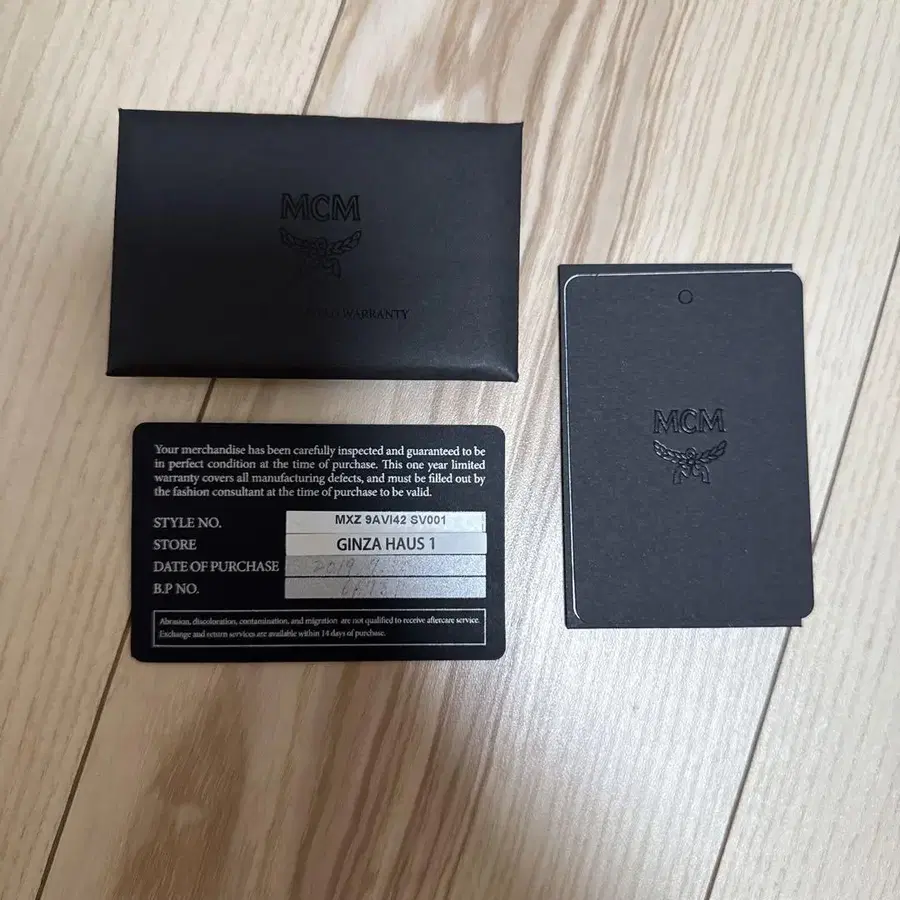 MCM
WARRANTY
MCM
Your merchandise has been carefully inspected and guaranteed to be
in perfect condition at the time of purchase. This one year limited
warranty covers all manufacturing defects, and must be filled out by
the fashion consultant at the time of purchase to be valid.
STYLE NO. MXZ 9AVI42 SV001
STORE GINZA HAUS 1
DATE OF PURCHASE 2019. 7.
B.P NO.
Abrasion, discoloration, contamination, and migration are not qualified to receive aftercare service.
Exchange and return services are available within 14 days of purchase.